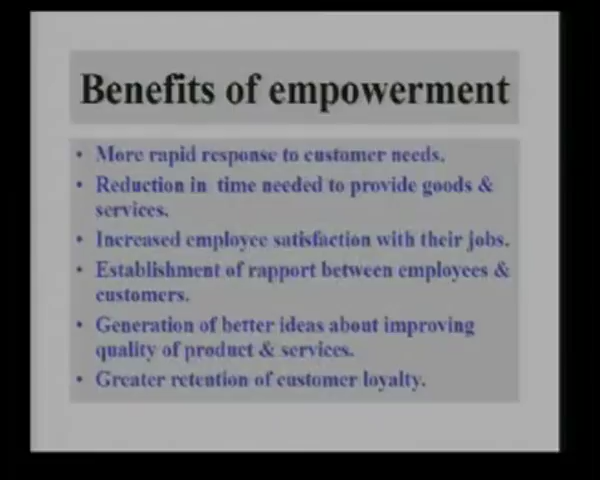 Benefits of empowerment
• More rapid response to customer needs.
• Reduction in time needed to provide goods &
services.
• Increased employee satisfaction with their jobs.
• Establishment of rapport between employees &
customers.
• Generation of better ideas about improving
quality of product & services.
• Greater retention of customer loyalty.